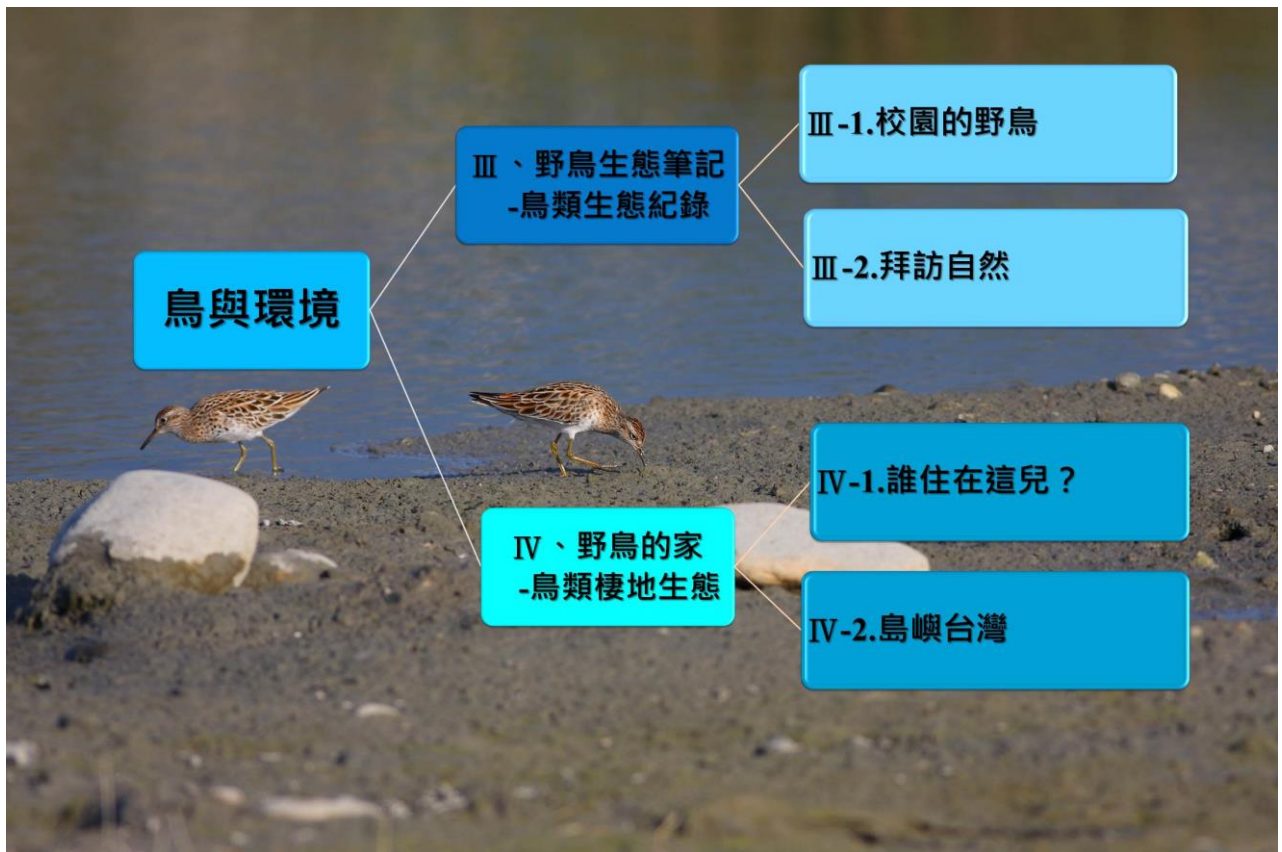 鳥與環境
Ⅲ、野鳥生態筆記
-鳥類生態紀錄
Ⅲ-1.校園的野鳥
Ⅲ-2.拜訪自然
Ⅳ、野鳥的家
-鳥類棲地生態
Ⅳ-1.誰住在這兒？
Ⅳ-2.島嶼台灣